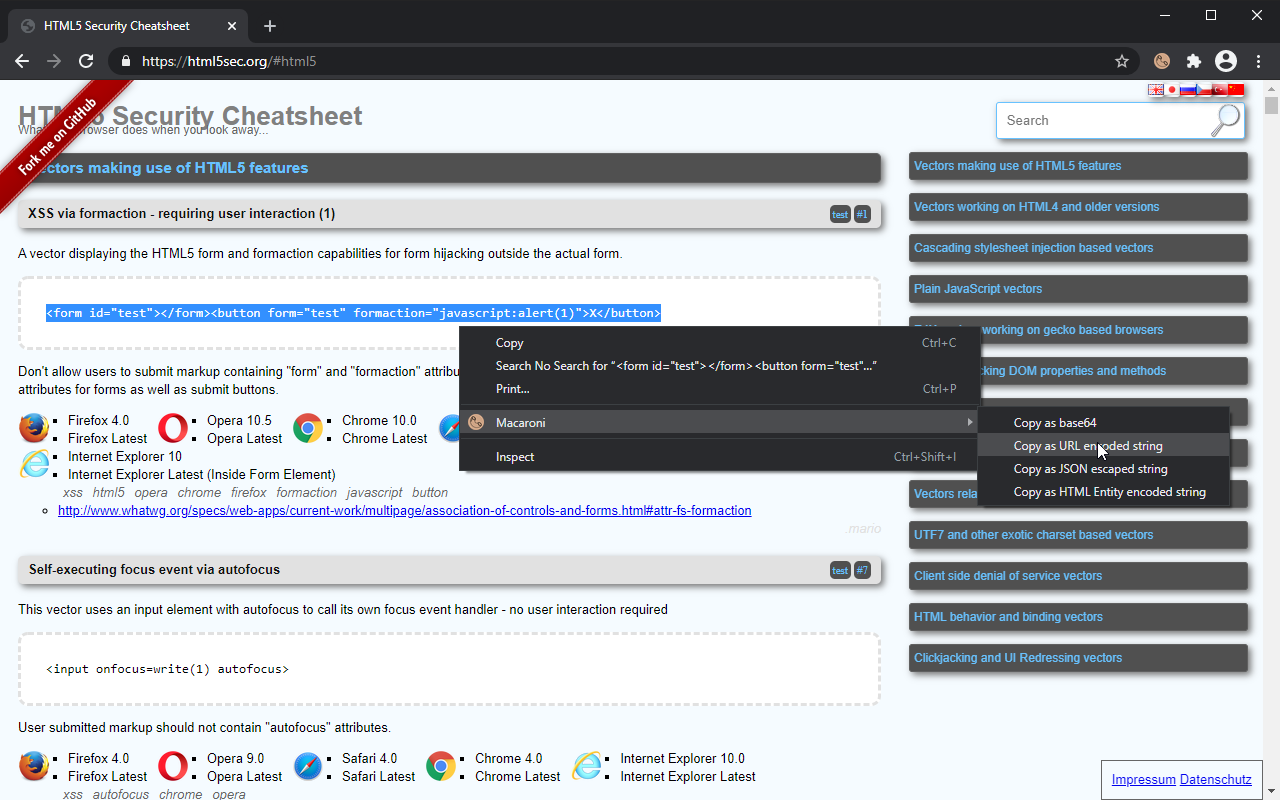 HTML5 Security Cheatsheet
https://html5sec.org/#html5
Fork me on GitHub
HTML5 Security Cheatsheet
browser does when you look away...
Search
Vectors making use of HTML5 features
XSS via formaction - requiring user interaction (1)
test #1
A vector displaying the HTML5 form and formaction capabilities for form hijacking outside the actual form.
<form id="test"></form><button form="test" formaction="javascript:alert(1)">X</button>
Don't allow users to submit markup containing "form" and "formaction"
attributes for forms as well as submit buttons.
Firefox 4.0
Firefox Latest
Opera 10.5
Opera Latest
Chrome 10.0
Chrome Latest
Internet Explorer 10
Internet Explorer Latest (Inside Form Element)
xss html5 opera chrome firefox formaction javascript button
http://www.whatwg.org/specs/web-apps/current-work/multipage/association-of-controls-and-forms.html#attr-fs-formaction
.mario
Copy Ctrl+C
Search No Search for “<form id="test"></form><button form="test"...”
Print... Ctrl+P
Macaroni
Inspect Ctrl+Shift+I
Copy as base64
Copy as URL encoded string
Copy as JSON escaped string
Copy as HTML Entity encoded string
Self-executing focus event via autofocus
test #7
This vector uses an input element with autofocus to call its own focus event handler - no user interaction required
<input onfocus=write(1) autofocus>
User submitted markup should not contain "autofocus" attributes.
Firefox 4.0
Firefox Latest
Opera 9.0
Opera Latest
Safari 4.0
Safari Latest
Chrome 4.0
Chrome Latest
Internet Explorer 10.0
Internet Explorer Latest
xss autofocus chrome opera
Vectors making use of HTML5 features
Vectors working on HTML4 and older versions
Cascading stylesheet injection based vectors
Plain JavaScript vectors
working on gecko based browsers
DOM properties and methods
Vectors
UTF7 and other exotic charset based vectors
Client side denial of service vectors
HTML behavior and binding vectors
Clickjacking and UI Redressing vectors
Impressum Datenschutz